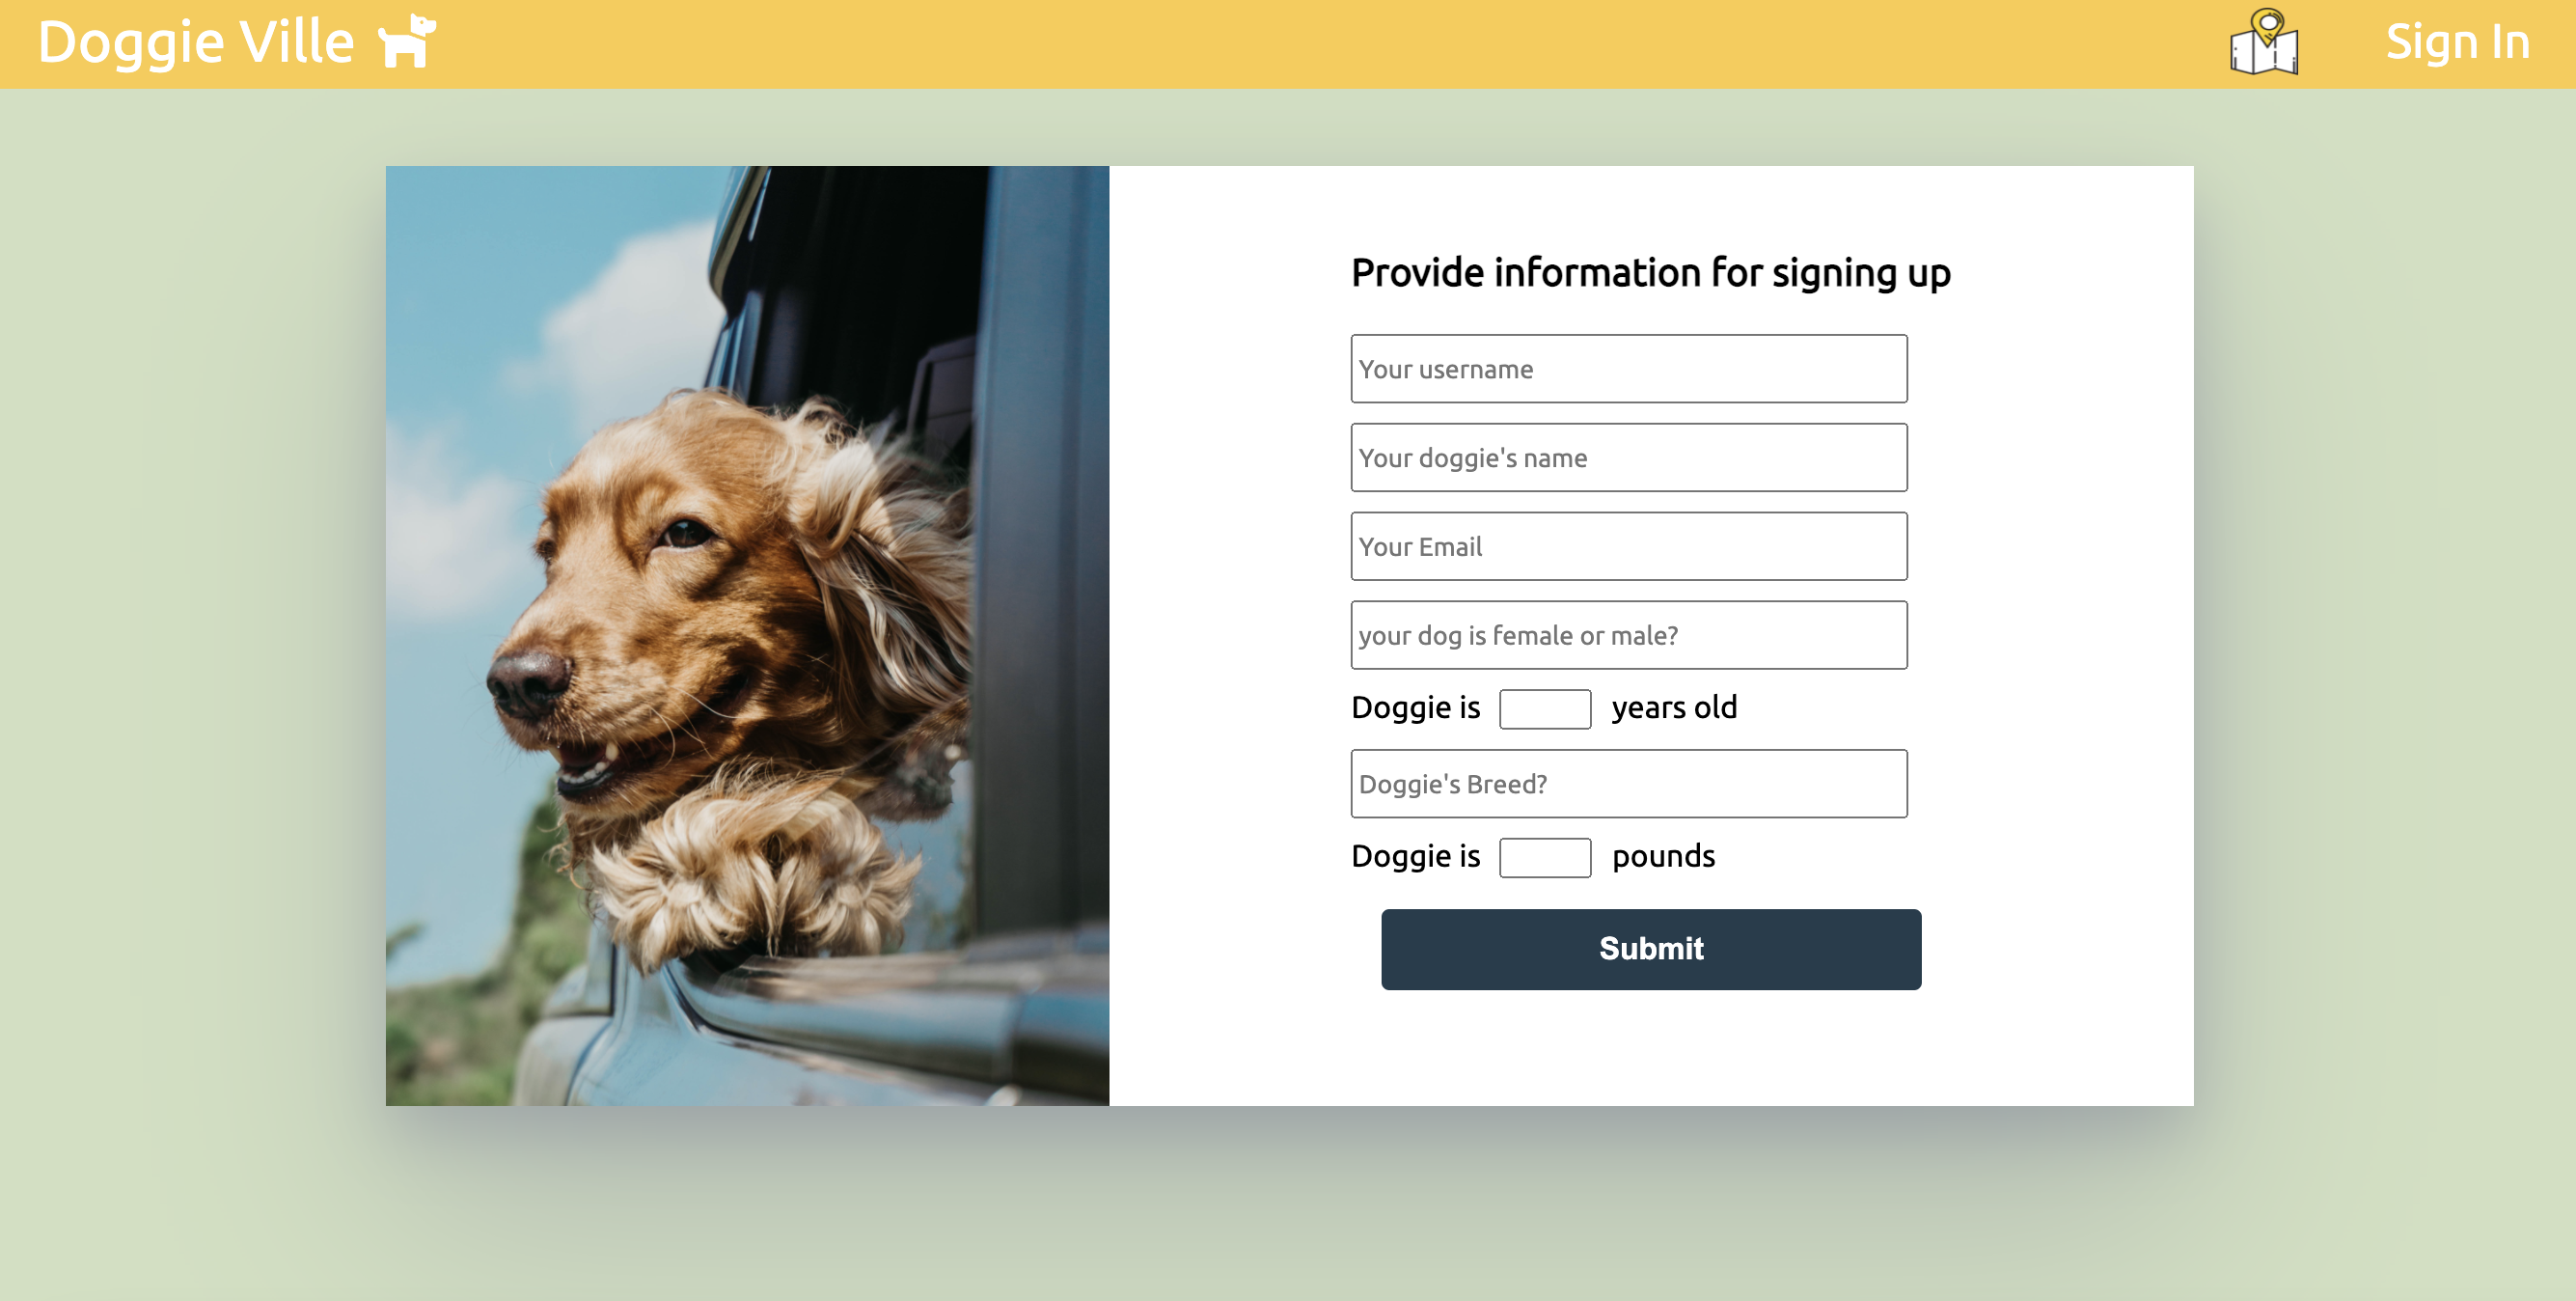 Doggie Ville
Sign In
Provide information for signing up
Your username
Your doggie's name
Your Email
your dog is female or male?
Doggie is years old
Doggie's Breed?
Doggie is pounds
Submit